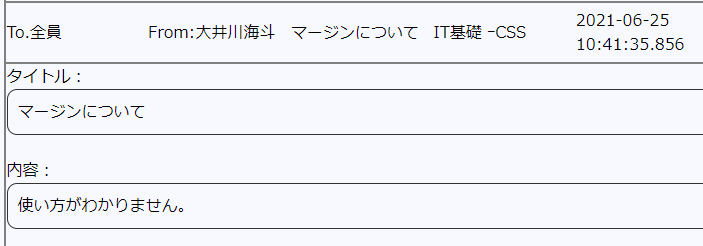 To.全員 From:大井川海斗 マージンについて IT基礎 -CSS 2021-06-25
10:41:35.856
タイトル：
マージンについて
内容：
使い方がわかりません。